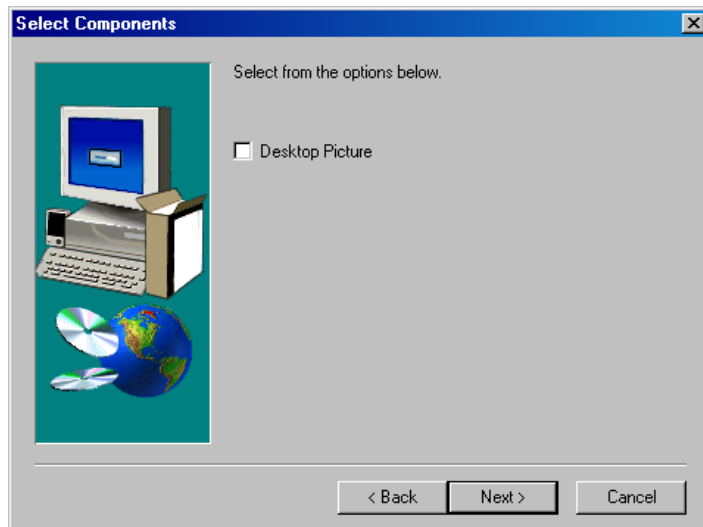 Select Components
Select from the options below.
Desktop Picture
< Back
Next >
Cancel